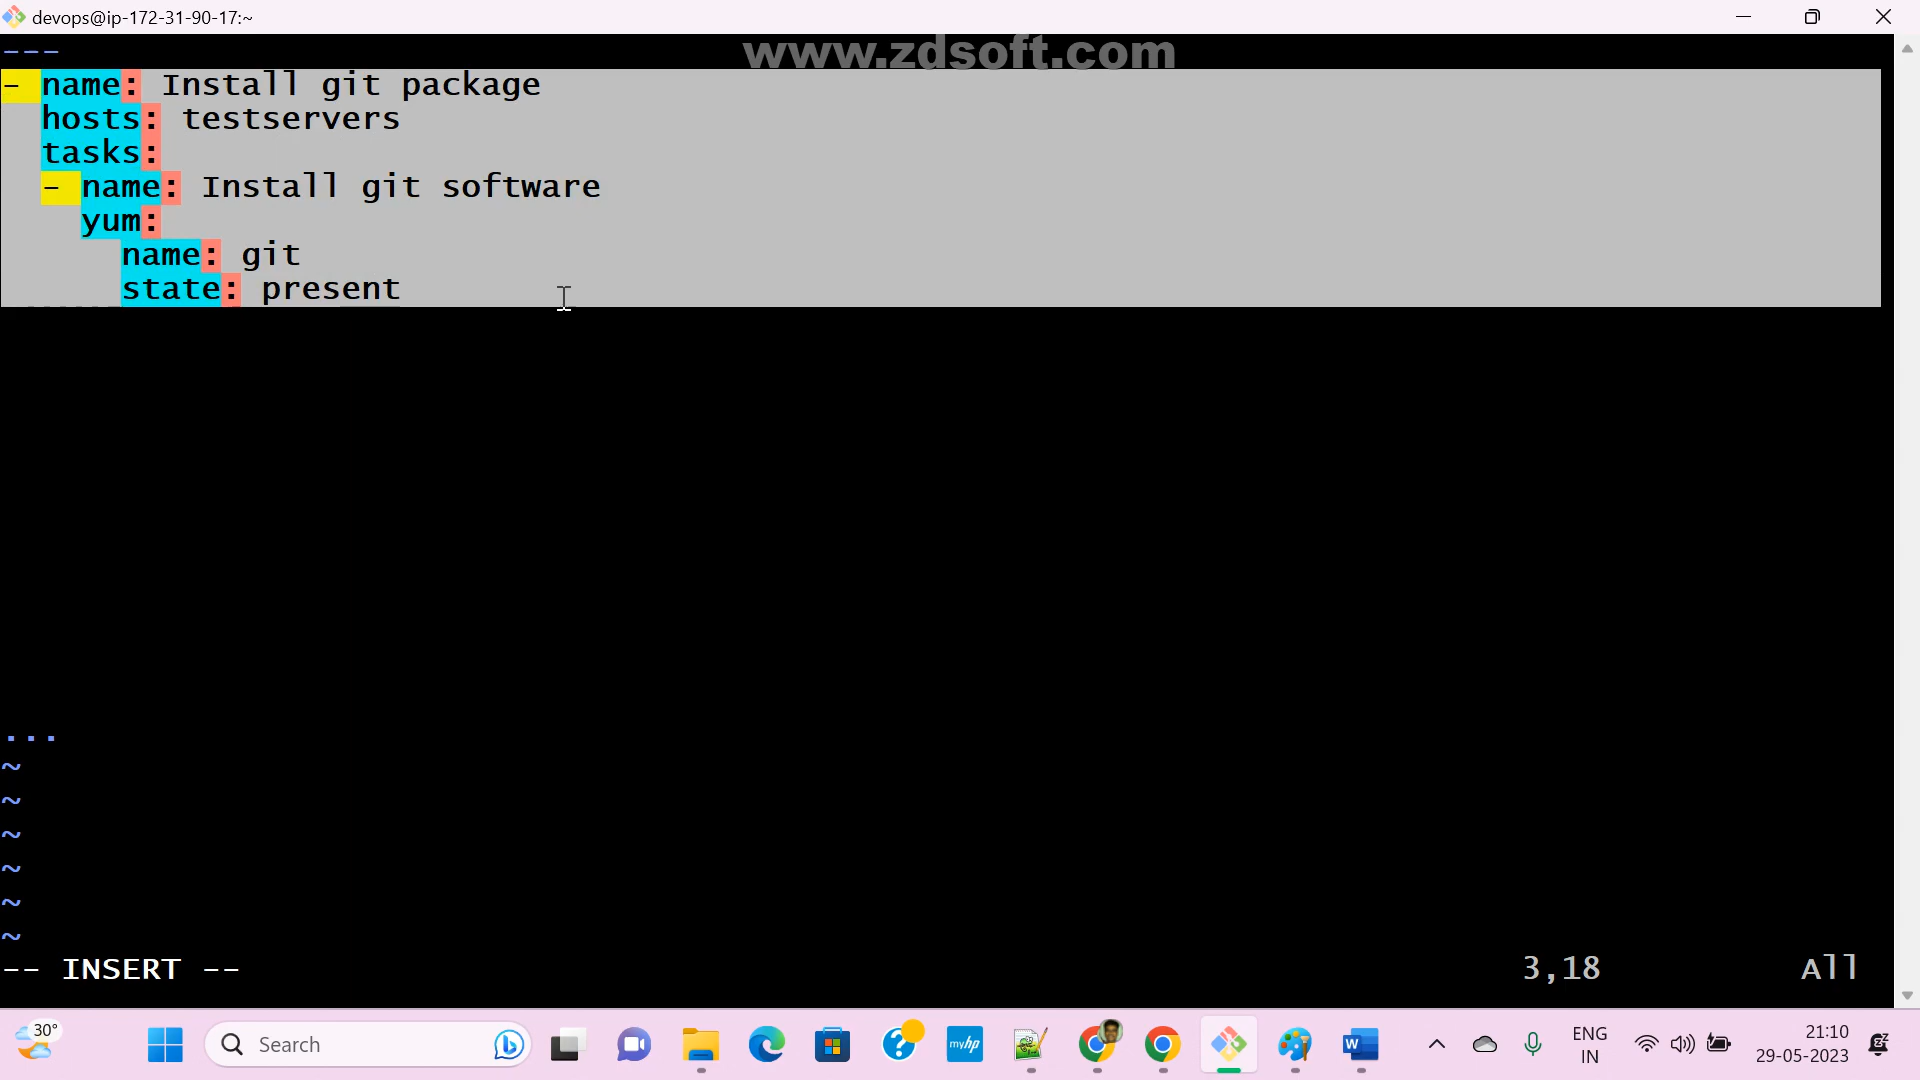 devops@ip-172-31-90-17:~
---
www.zdsoft.com
- name: Install git package
  hosts: testservers
  tasks:
  - name: Install git software
    yum:
      name: git
      state: present
...
~
~
~
~
~
~
-- INSERT --
3,18
All
30°
Search
myhp
W
ENG
IN
21:10
29-05-2023